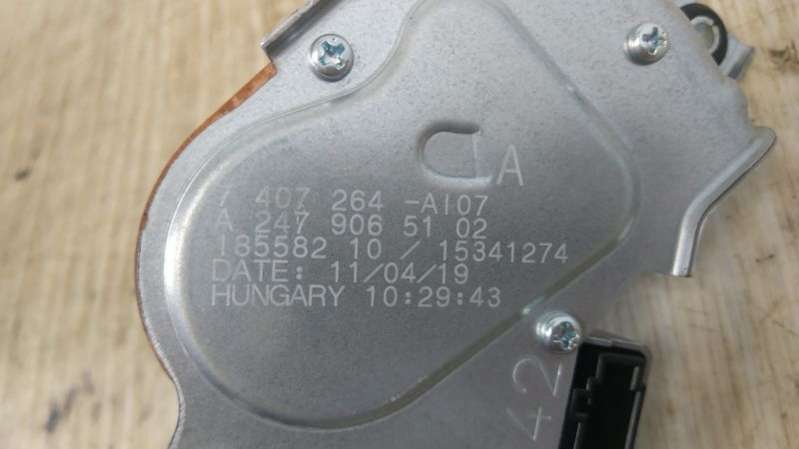 A
7 407 264 -AI07
A 247 906 51 02
185582 10 / 15341274
DATE: 11/04/19
HUNGARY 10:29:43
42